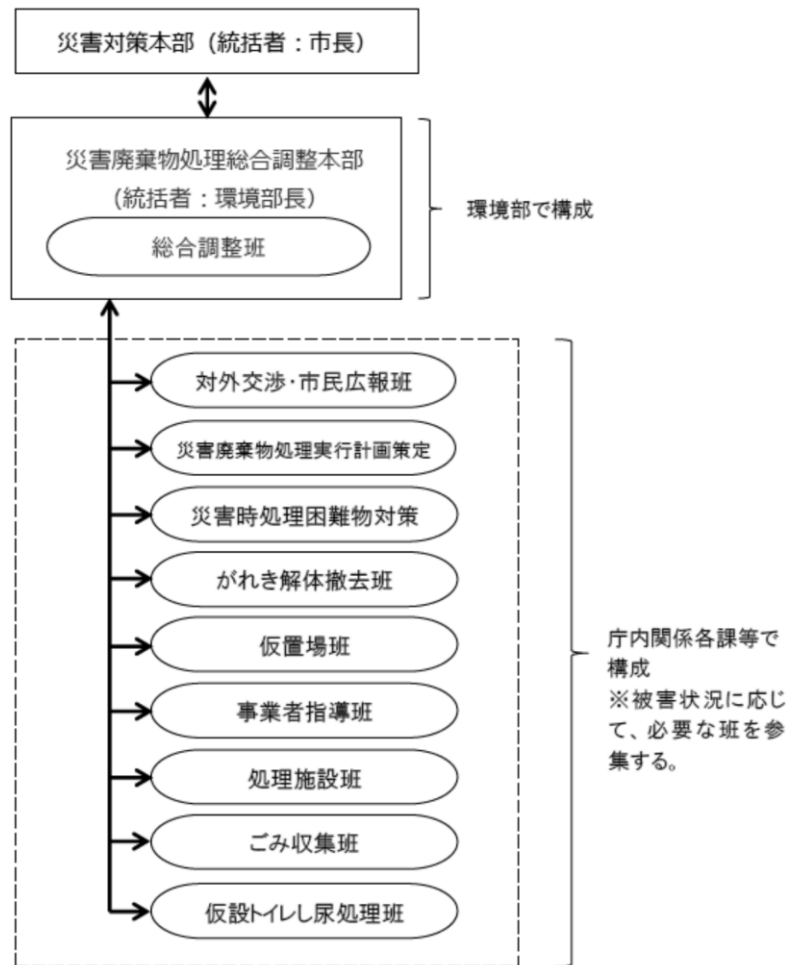 災害対策本部（統括者：市長）
災害廃棄物処理総合調整本部
（統括者：環境部長）
総合調整班
環境部で構成
対外交渉・市民広報班
災害廃棄物処理実行計画策定
災害時処理困難物対策
がれき解体撤去班
仮置場班
事業者指導班
処理施設班
ごみ収集班
仮設トイレし尿処理班
庁内関係各課等で
構成
※被害状況に応じ
て、必要な班を参
集する。